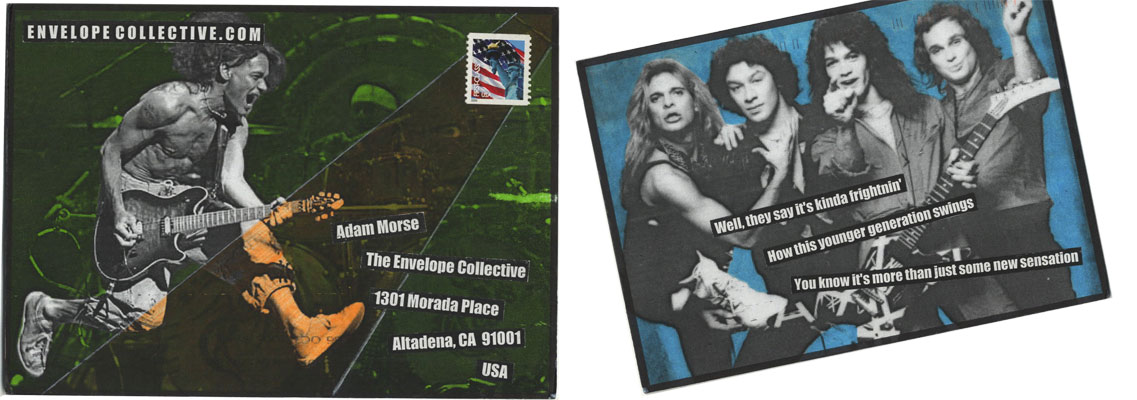 ENVELOPE COLLECTIVE.COM
Adam Morse
The Envelope Collective
1301 Morada Place
Altadena, CA 91001
USA
Well, they say it's kinda frightnin'
How this younger generation swings
You know it's more than just some new sensation